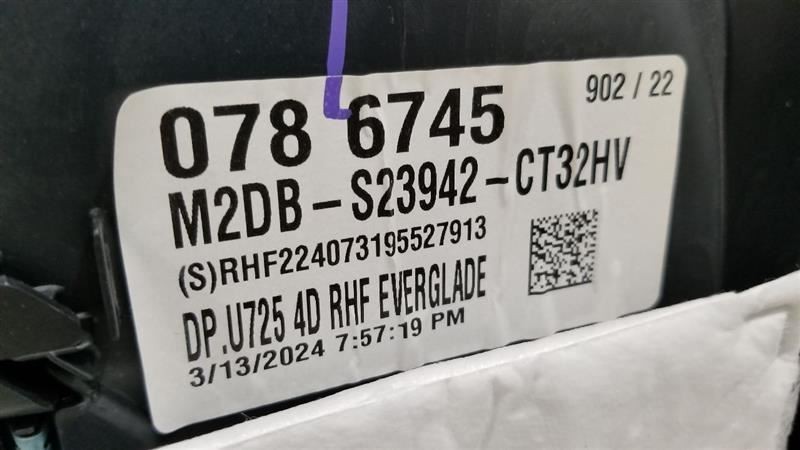 078 6745 902 / 22
M2DB-S23942-CT32HV
(S)RHF224073195527913
DP.U725 4D RHF EVERGLADE
3/13/2024 7:57:19 PM